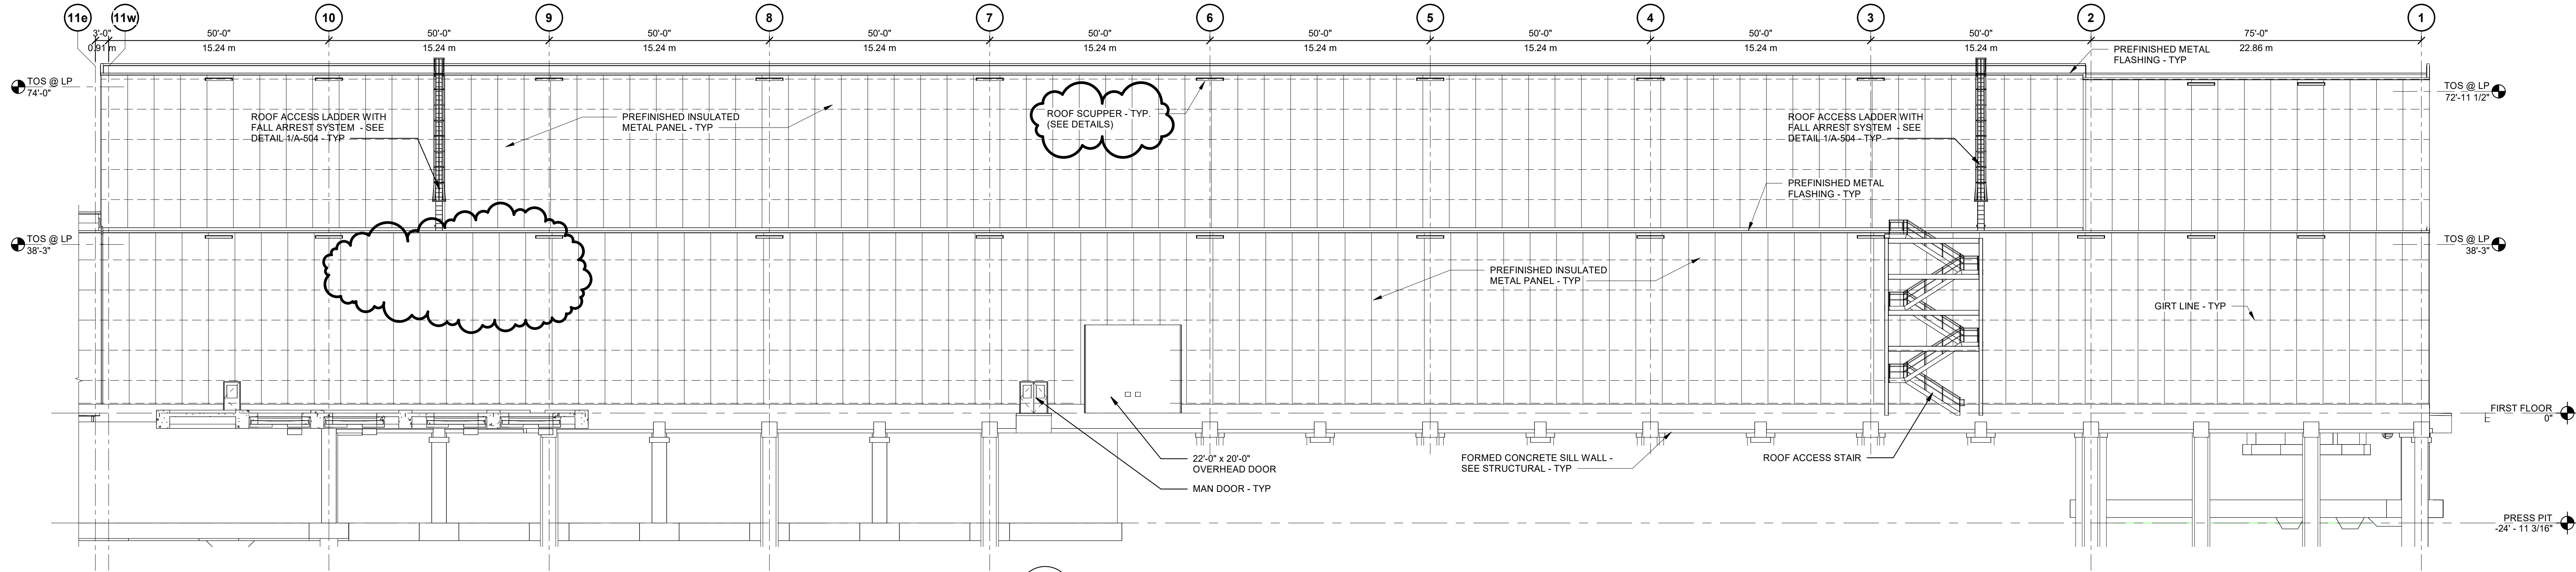 11e 11w 10 9 8 7 6 5 4 3 2 1
3'-0" 50'-0" 50'-0" 50'-0" 50'-0" 50'-0" 50'-0" 50'-0" 50'-0" 50'-0" 75'-0"
0.91 m 15.24 m 15.24 m 15.24 m 15.24 m 15.24 m 15.24 m 15.24 m 15.24 m 15.24 m 22.86 m
PREFINISHED METAL
FLASHING - TYP
TOS @ LP
74'-0"
TOS @ LP
72'-11 1/2"
ROOF ACCESS LADDER WITH
FALL ARREST SYSTEM - SEE
DETAIL 1/A-504 - TYP
PREFINISHED INSULATED
METAL PANEL - TYP
ROOF SCUPPER - TYP.
(SEE DETAILS)
ROOF ACCESS LADDER WITH
FALL ARREST SYSTEM - SEE
DETAIL 1/A-504 - TYP
PREFINISHED METAL
FLASHING - TYP
TOS @ LP
38'-3"
TOS @ LP
38'-3"
PREFINISHED INSULATED
METAL PANEL - TYP
GIRT LINE - TYP
FIRST FLOOR
0"
22'-0" x 20'-0"
OVERHEAD DOOR
MAN DOOR - TYP
FORMED CONCRETE SILL WALL -
SEE STRUCTURAL - TYP
ROOF ACCESS STAIR
PRESS PIT
-24' - 11 3/16"